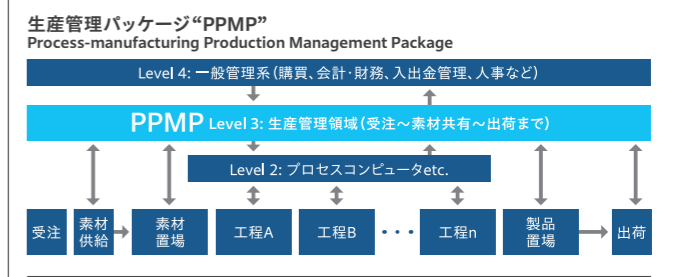 生産管理パッケージ“PPMP”
Process-manufacturing Production Management Package
Level 4: 一般管理系(購買、会計・財務、入出金管理、人事など)
PPMP Level 3: 生産管理領域(受注〜素材共有〜出荷まで)
Level 2: プロセスコンピュータetc.
受注
素材
供給
素材
置場
工程A
工程B
・・・
工程n
製品
置場
出荷